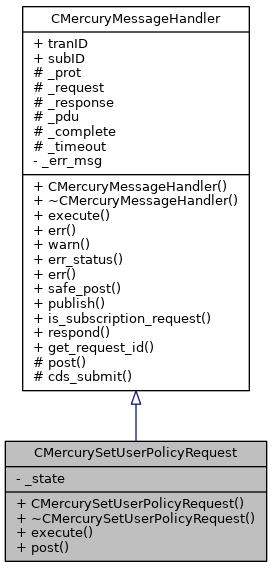 CMercuryMessageHandler
+ tranID
+ subID
# _prot
# _request
# _response
# _pdu
# _complete
# _timeout
- _err_msg
+ CMercuryMessageHandler()
+ ~CMercuryMessageHandler()
+ execute()
+ err()
+ warn()
+ err_status()
+ err()
+ safe_post()
+ publish()
+ is_subscription_request()
+ respond()
+ get_request_id()
# post()
# cds_submit()
CMercurySetUserPolicyRequest
- _state
+ CMercurySetUserPolicyRequest()
+ ~CMercurySetUserPolicyRequest()
+ execute()
+ post()